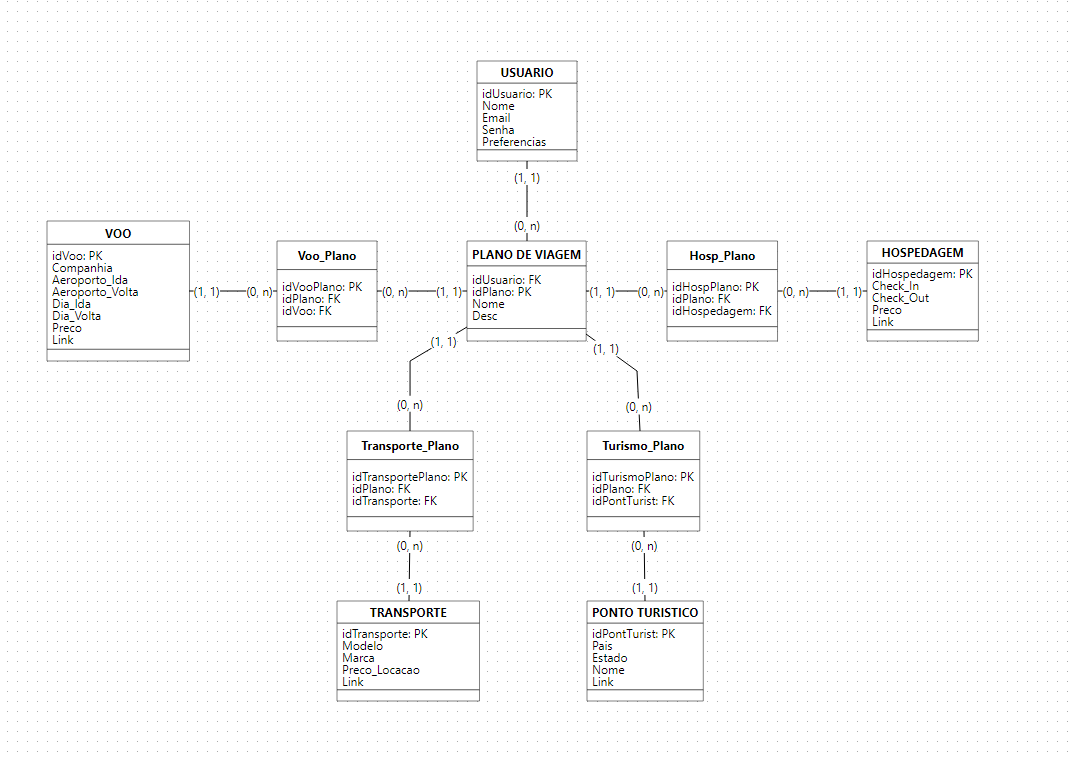 USUARIO
idUsuario: PK
Nome
Email
Senha
Preferencias
(1, 1)
(0, n)
VOO
idVoo: PK
Companhia
Aeroporto_Ida
Aeroporto_Volta
Dia_Ida
Dia_Volta
Preco
Link
(1, 1)
(0, n)
Voo_Plano
idVooPlano: PK
idPlano: FK
idVoo: FK
(0, n)
(1, 1)
PLANO DE VIAGEM
idUsuario: FK
idPlano: PK
Nome
Desc
(1, 1)
(0, n)
Hosp_Plano
idHospPlano: PK
idPlano: FK
idHospedagem: FK
(0, n)
(1, 1)
HOSPEDAGEM
idHospedagem: PK
Check_In
Check_Out
Preco
Link
(1, 1)
(1, 1)
(0, n)
(0, n)
Transporte_Plano
idTransportePlano: PK
idPlano: FK
idTransporte: FK
Turismo_Plano
idTurismoPlano: PK
idPlano: FK
idPontTurist: FK
(0, n)
(0, n)
(1, 1)
(1, 1)
TRANSPORTE
idTransporte: PK
Modelo
Marca
Preco_Locacao
Link
PONTO TURISTICO
idPontTurist: PK
Pais
Estado
Nome
Link